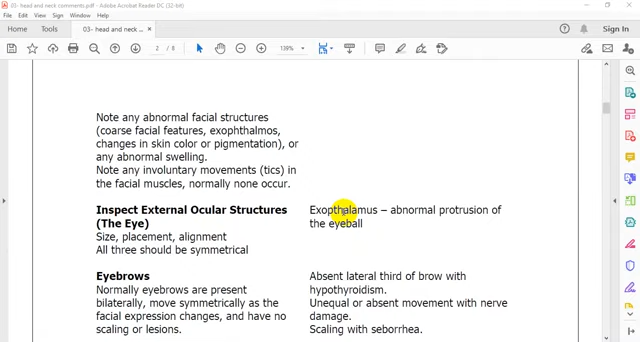 03- head and neck comments.pdf - Adobe Acrobat Reader DC (32-bit)
File Edit View Sign Window Help
Home Tools 03- head and neck ... × Sign In
2 / 8 139%
Note any abnormal facial structures
(coarse facial features, exophthalmos,
changes in skin color or pigmentation), or
any abnormal swelling.
Note any involuntary movements (tics) in
the facial muscles, normally none occur.
Inspect External Ocular Structures
(The Eye)
Size, placement, alignment
All three should be symmetrical
Exopthalamus – abnormal protrusion of
the eyeball
Eyebrows
Normally eyebrows are present
bilaterally, move symmetrically as the
facial expression changes, and have no
scaling or lesions.
Absent lateral third of brow with
hypothyroidism.
Unequal or absent movement with nerve
damage.
Scaling with seborrhea.